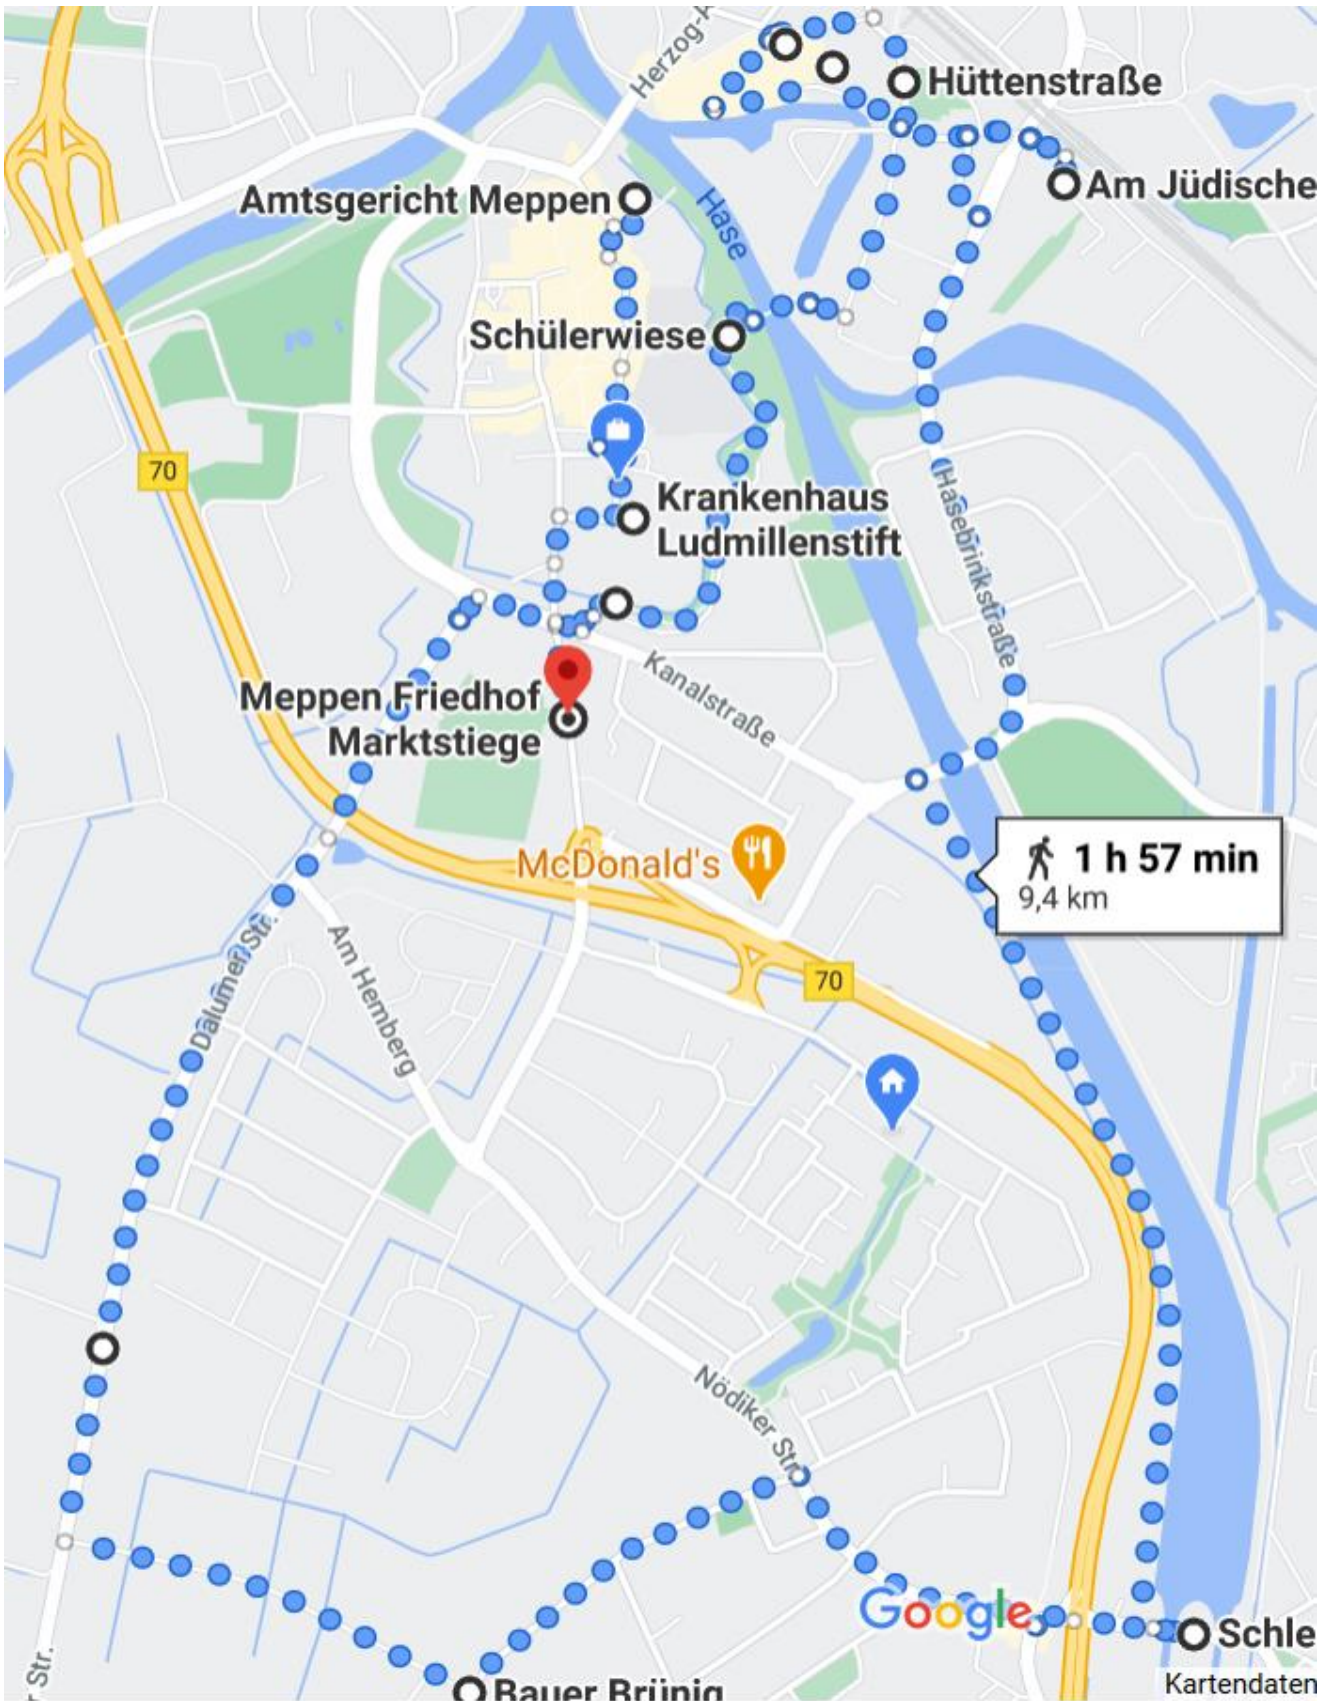 Herzog-A
Hüttenstraße
Amtsgericht Meppen
Am Jüdische
Hase
Schülerwiese
70
Krankenhaus
Ludmillenstift
(Hasebrinkstraße
Kanalstraße
Meppen Friedhof
Marktstiege
McDonald's
1 h 57 min
9,4 km
Dalumer Str.
Am Hemberg
70
Nödiker Str.
Google
Schle
r Str.
Bauer Brünig
Kartendaten